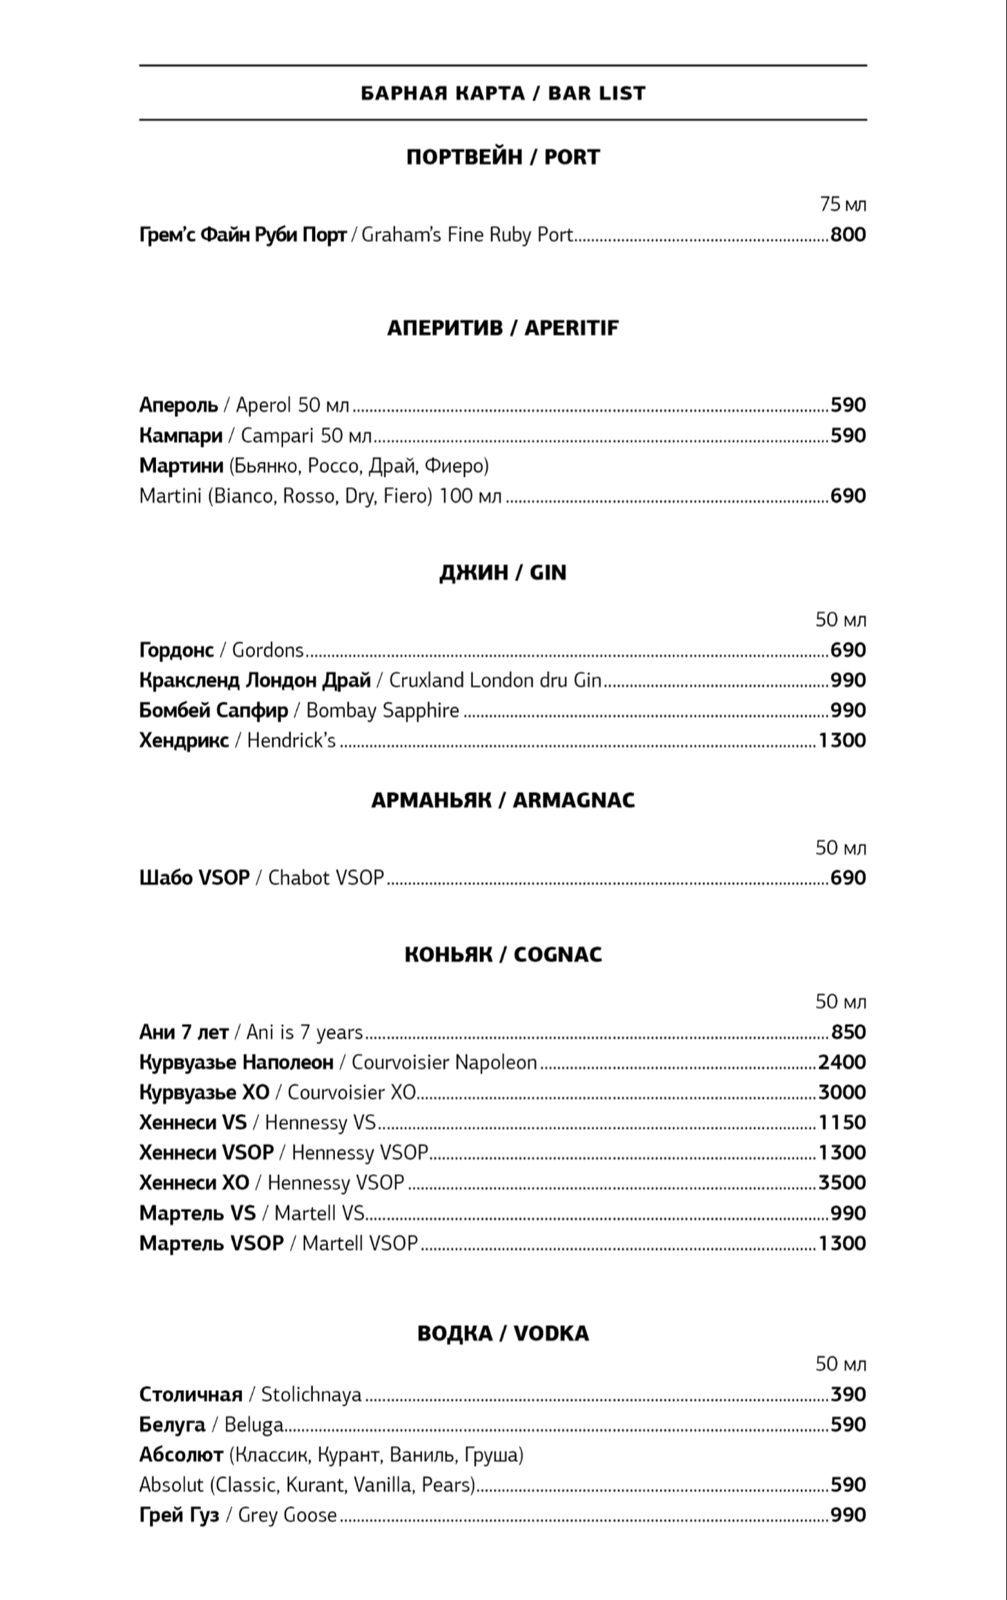 БАРНАЯ КАРТА / BAR LIST
ПОРТВЕЙН / PORT
75 мл
Грем'с Файн Руби Порт / Graham's Fine Ruby Port 800
АПЕРИТИВ / APERITIF
Апероль / Aperol 50 мл 590
Кампари / Campari 50 мл 590
Мартини (Бьянко, Россо, Драй, Фиеро)
Martini (Bianco, Rosso, Dry, Fiero) 100 мл 690
ДЖИН / GIN
50 мл
Гордонс / Gordons 690
Краксленд Лондон Драй / Cruxland London dru Gin 990
Бомбей Сапфир / Bombay Sapphire 990
Хендрикс / Hendrick's 1300
АРМАНЬЯК / ARMAGNAC
50 мл
Шабо VSOP / Chabot VSOP 690
КОНЬЯК / COGNAC
50 мл
Ани 7 лет / Ani is 7 years 850
Курвуазье Наполеон / Courvoisier Napoleon 2400
Курвуазье XO / Courvoisier XO 3000
Хеннеси VS / Hennessy VS 1150
Хеннеси VSOP / Hennessy VSOP 1300
Хеннеси XO / Hennessy VSOP 3500
Мартель VS / Martell VS 990
Мартель VSOP / Martell VSOP 1300
ВОДКА / VODKA
50 мл
Столичная / Stolichnaya 390
Белуга / Beluga 590
Абсолют (Классик, Курант, Ваниль, Груша)
Absolut (Classic, Kurant, Vanilla, Pears) 590
Грей Гуз / Grey Goose 990